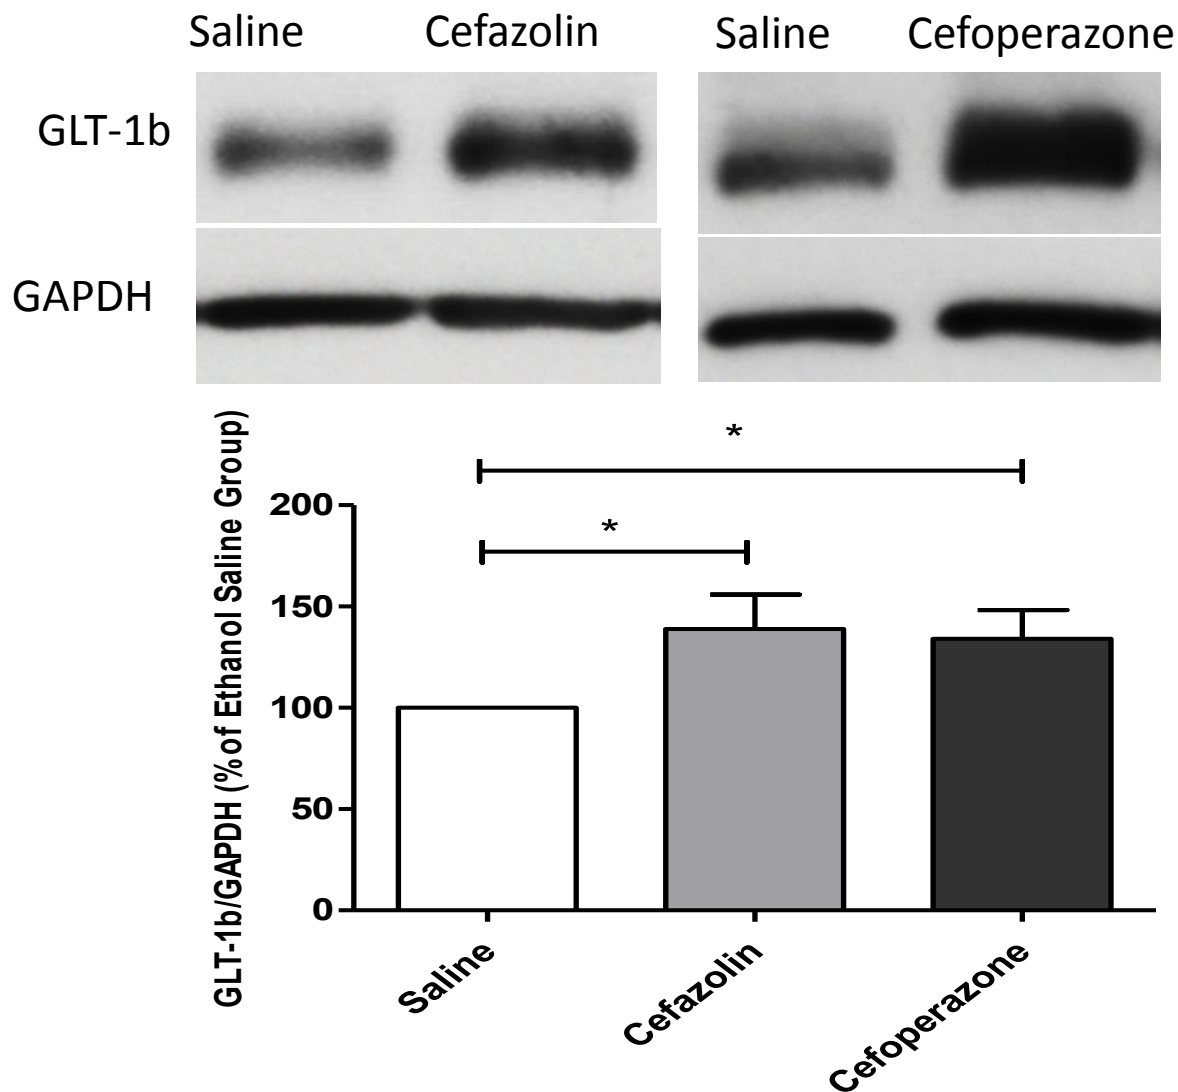 Saline Cefazolin Saline Cefoperazone
GLT-1b
GAPDH
GLT-1b/GAPDH (% of Ethanol Saline Group)
*
200
*
150
100
50
0
Saline
Cefazolin
Cefoperazone